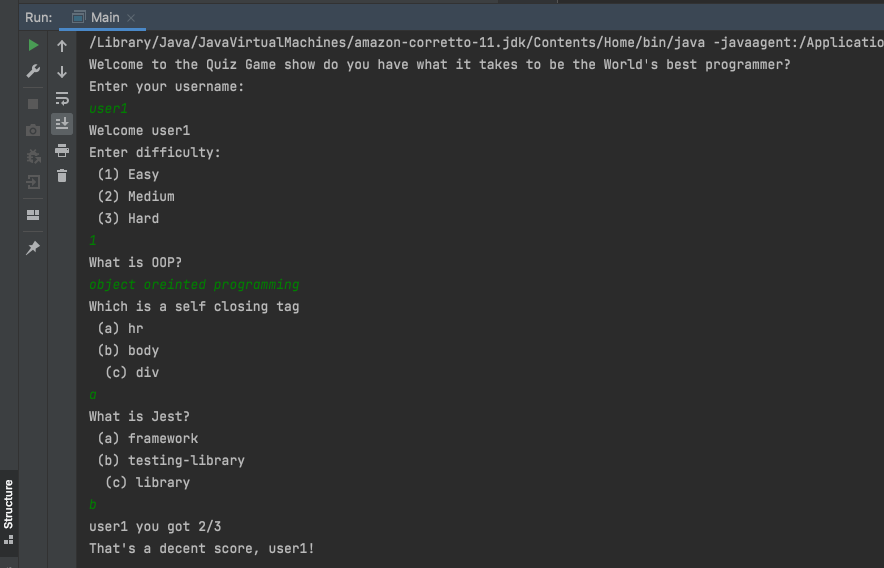 Run: Main
/Library/Java/JavaVirtualMachines/amazon-corretto-11.jdk/Contents/Home/bin/java -javaagent:/Applicatio
Welcome to the Quiz Game show do you have what it takes to be the World's best programmer?
Enter your username:
user1
Welcome user1
Enter difficulty:
(1) Easy
(2) Medium
(3) Hard
1
What is OOP?
object oreinted programming
Which is a self closing tag
(a) hr
(b) body
(c) div
a
What is Jest?
(a) framework
(b) testing-library
(c) library
b
user1 you got 2/3
That's a decent score, user1!
Structure